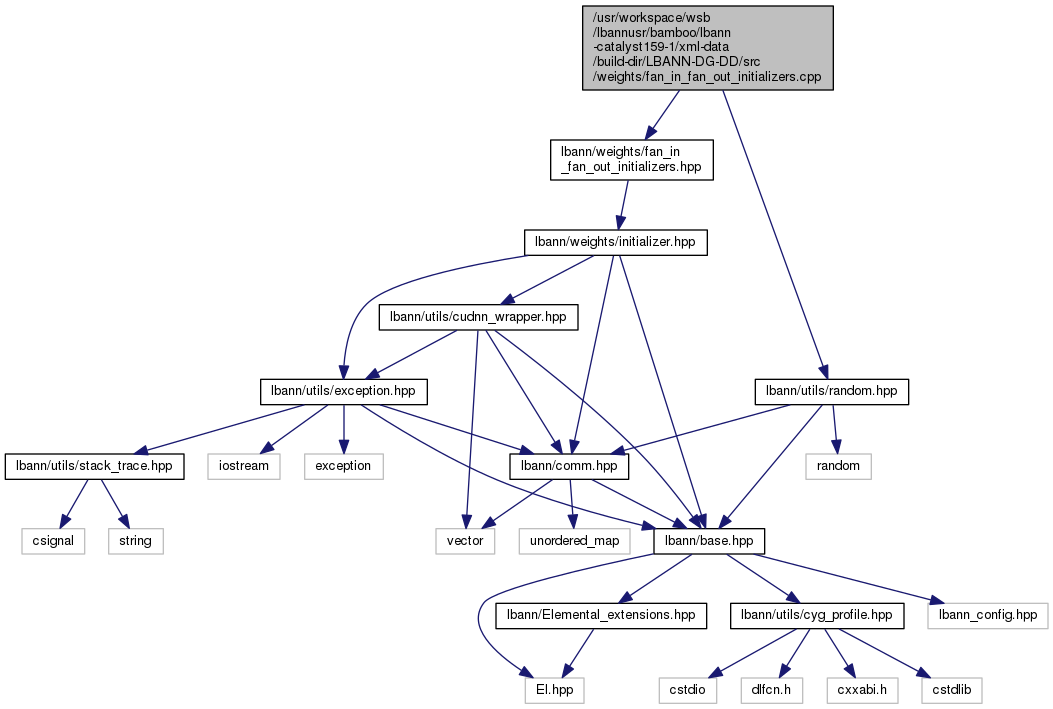 /usr/workspace/wsb
/lbannusr/bamboo/lbann
-catalyst159-1/xml-data
/build-dir/LBANN-DG-DD/src
/weights/fan_in_fan_out_initializers.cpp
lbann/weights/fan_in
_fan_out_initializers.hpp
lbann/weights/initializer.hpp
lbann/utils/cudnn_wrapper.hpp
lbann/utils/exception.hpp
lbann/utils/random.hpp
lbann/utils/stack_trace.hpp
iostream
exception
lbann/comm.hpp
random
csignal
string
vector
unordered_map
lbann/base.hpp
lbann/Elemental_extensions.hpp
lbann/utils/cyg_profile.hpp
lbann_config.hpp
El.hpp
cstdio
dlfcn.h
cxxabi.h
cstdlib